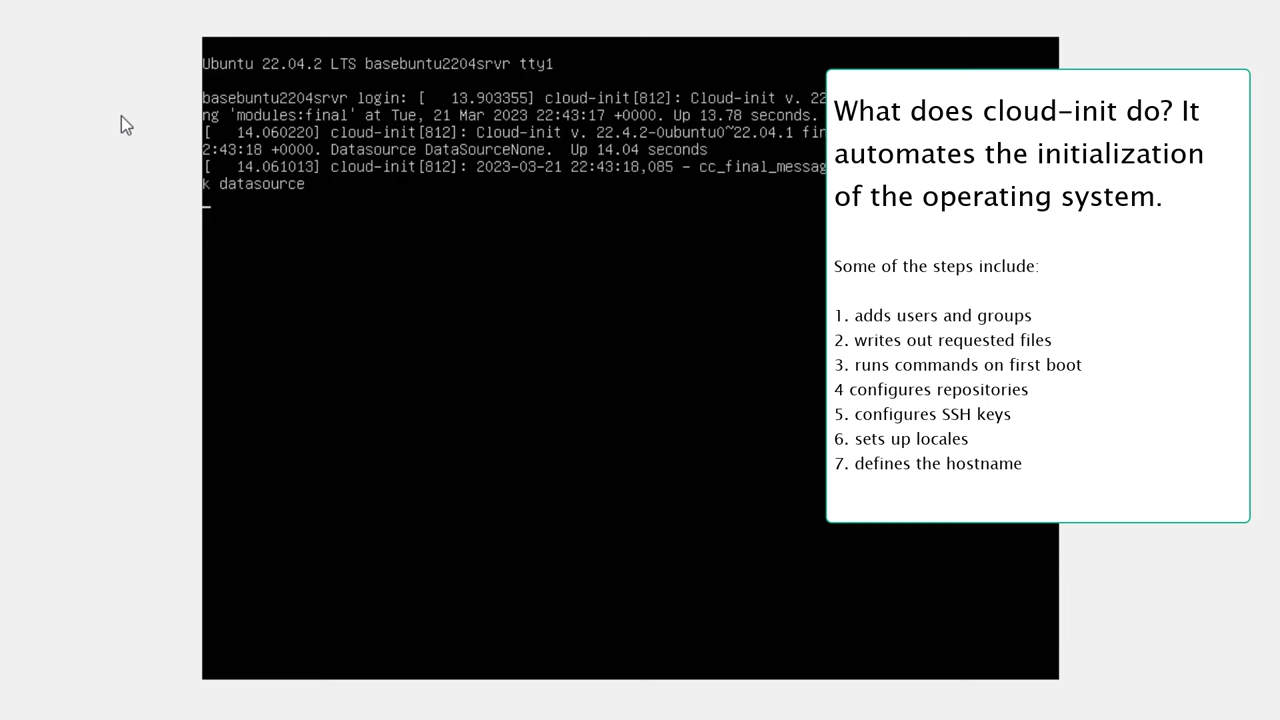 Ubuntu 22.04.2 LTS basebuntu2204srvr tty1
basebuntu2204srvr login: [   13.903355] cloud-init[812]: Cloud-init v. 22
ng 'modules:final' at Tue, 21 Mar 2023 22:43:17 +0000. Up 13.78 seconds.
[   14.060220] cloud-init[812]: Cloud-init v. 22.4.2-0ubuntu0~22.04.1 fin
2:43:18 +0000. Datasource DataSourceNone.  Up 14.04 seconds
[   14.061013] cloud-init[812]: 2023-03-21 22:43:18,085 - cc_final_messag
k datasource
What does cloud-init do? It
automates the initialization
of the operating system.
Some of the steps include:
1. adds users and groups
2. writes out requested files
3. runs commands on first boot
4 configures repositories
5. configures SSH keys
6. sets up locales
7. defines the hostname